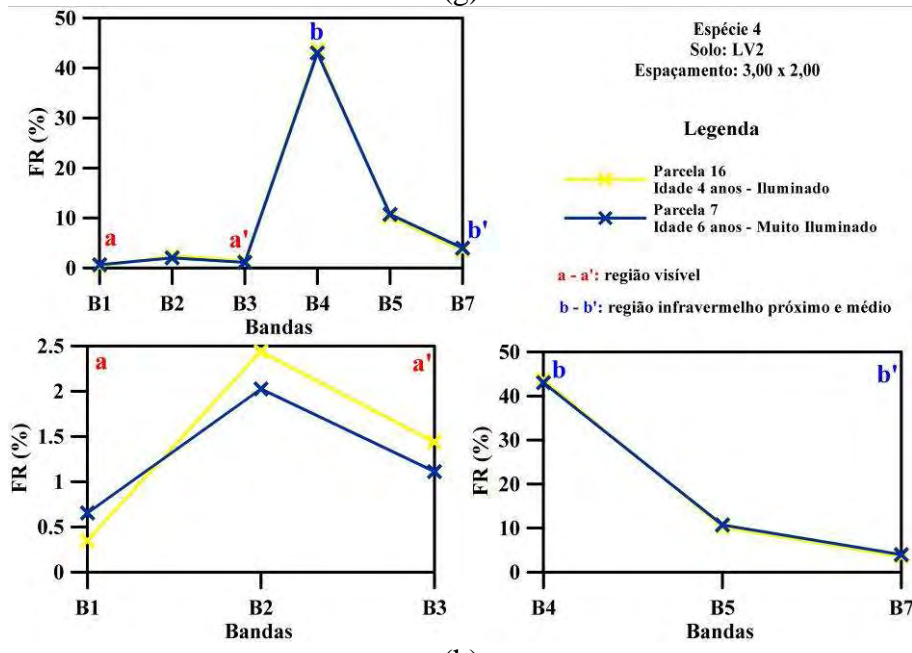 (g)
50
40
30
20
10
0
FR (%)
a
a'
b
b'
B1 B2 B3 B4 B5 B7
Bandas
Espécie 4
Solo: LV2
Espaçamento: 3,00 x 2,00
Legenda
Parcela 16
Idade 4 anos - Iluminado
Parcela 7
Idade 6 anos - Muito Iluminado
a - a': região visível
b - b': região infravermelho próximo e médio
2.5
2
1.5
1
0.5
0
FR (%)
a
a'
B1 B2 B3
Bandas
50
40
30
20
10
0
FR (%)
b
b'
B4 B5 B7
Bandas